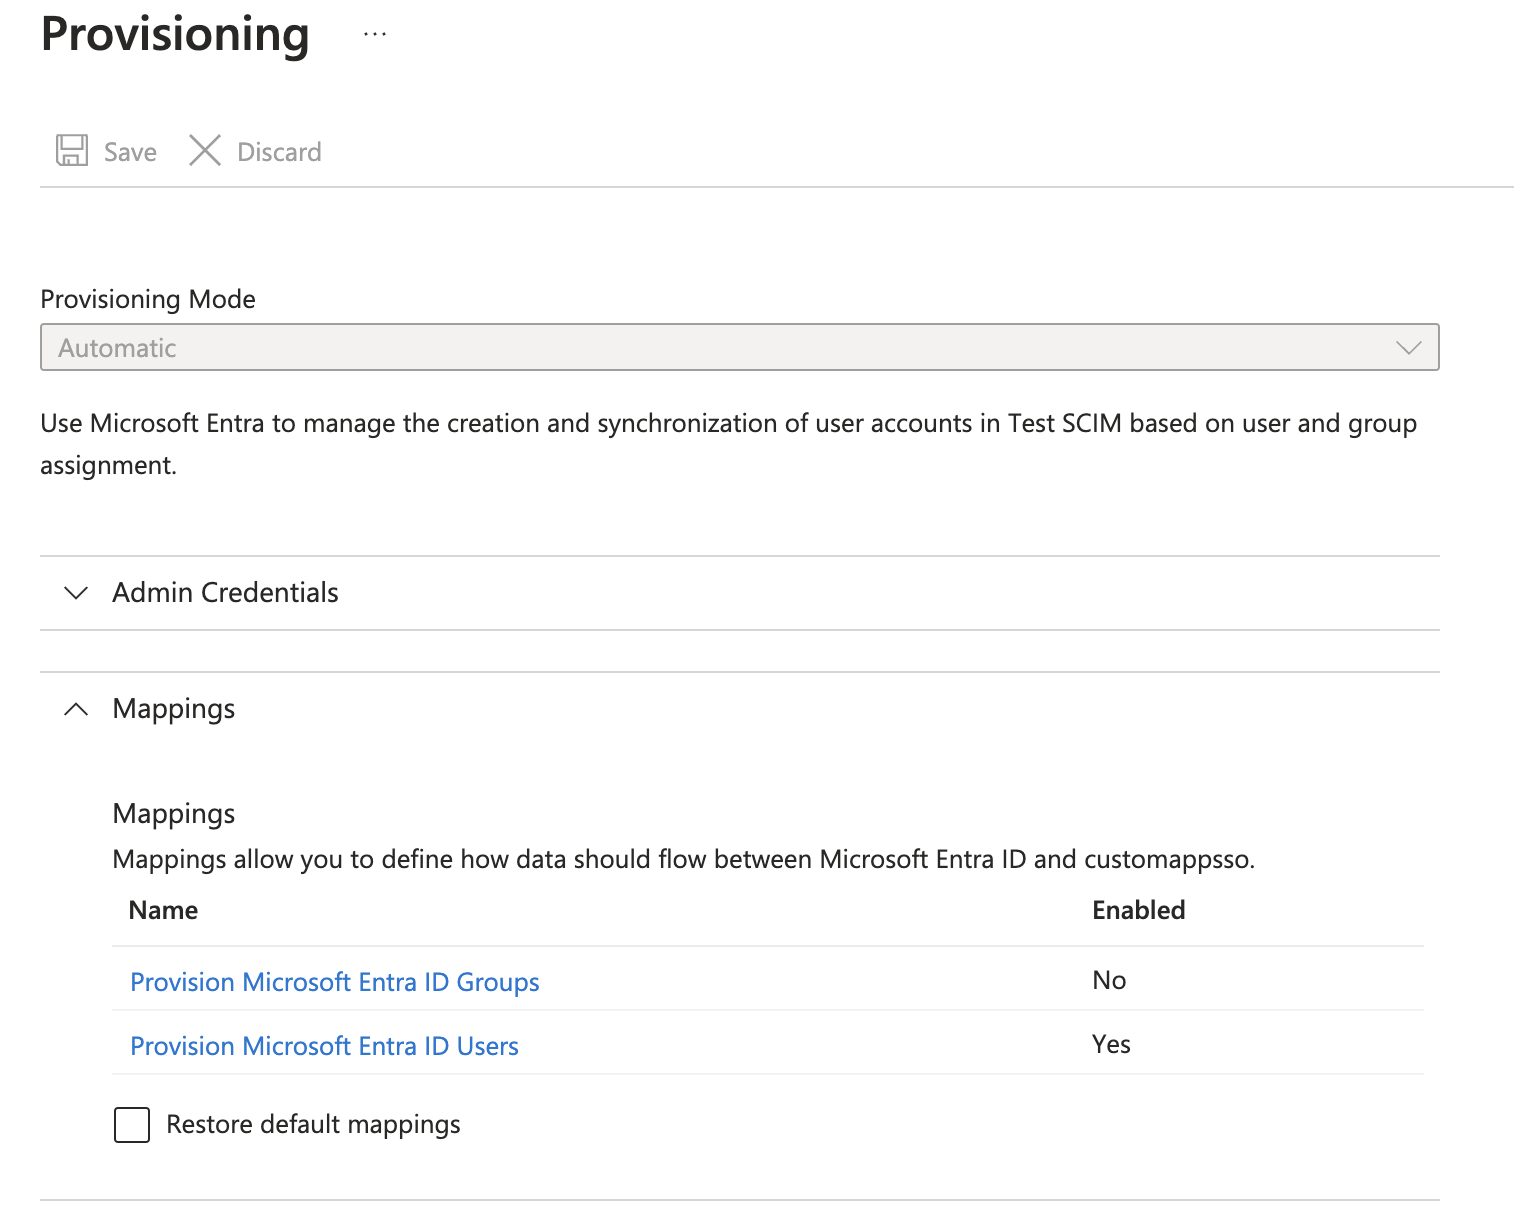 Provisioning ...
Save Discard
Provisioning Mode
Automatic
Use Microsoft Entra to manage the creation and synchronization of user accounts in Test SCIM based on user and group
assignment.
Admin Credentials
Mappings
Mappings
Mappings allow you to define how data should flow between Microsoft Entra ID and customappsso.
Name Enabled
Provision Microsoft Entra ID Groups No
Provision Microsoft Entra ID Users Yes
Restore default mappings